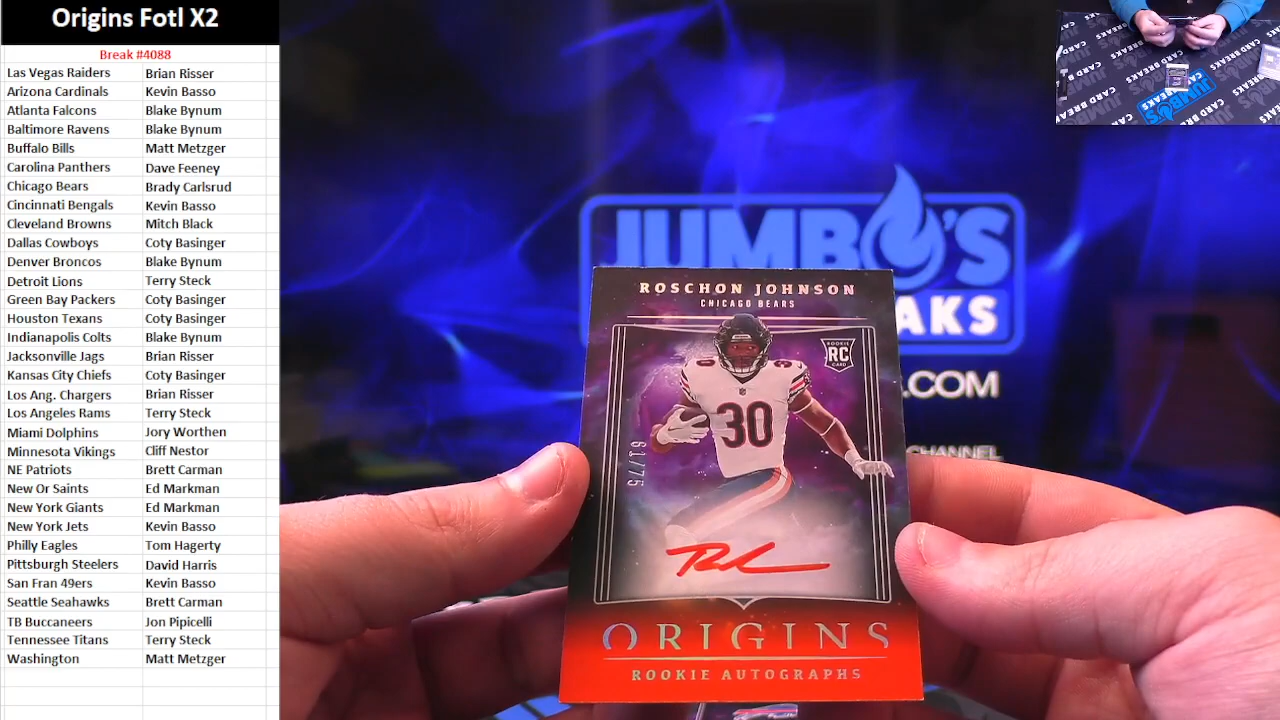 Origins Fotl X2
Break #4088
Las Vegas Raiders Brian Risser
Arizona Cardinals Kevin Basso
Atlanta Falcons Blake Bynum
Baltimore Ravens Blake Bynum
Buffalo Bills Matt Metzger
Carolina Panthers Dave Feeney
Chicago Bears Brady Carlsrud
Cincinnati Bengals Kevin Basso
Cleveland Browns Mitch Black
Dallas Cowboys Coty Basinger
Denver Broncos Blake Bynum
Detroit Lions Terry Steck
Green Bay Packers Coty Basinger
Houston Texans Coty Basinger
Indianapolis Colts Blake Bynum
Jacksonville Jags Brian Risser
Kansas City Chiefs Coty Basinger
Los Ang. Chargers Brian Risser
Los Angeles Rams Terry Steck
Miami Dolphins Jory Worthen
Minnesota Vikings Cliff Nestor
NE Patriots Brett Carman
New Or Saints Ed Markman
New York Giants Ed Markman
New York Jets Kevin Basso
Philly Eagles Tom Hagerty
Pittsburgh Steelers David Harris
San Fran 49ers Kevin Basso
Seattle Seahawks Brett Carman
TB Buccaneers Jon Pipicelli
Tennessee Titans Terry Steck
Washington Matt Metzger
JUMBO'S
.COM
CHANNEL
ROSCHON JOHNSON
CHICAGO BEARS
ROOKIE
RC
CARD
30
30
61/75
ORIGINS
ROOKIE AUTOGRAPHS
CARD BREAKS
JUMBO'S